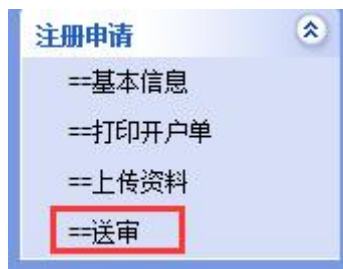 注册申请
==基本信息
==打印开户单
==上传资料
==送审